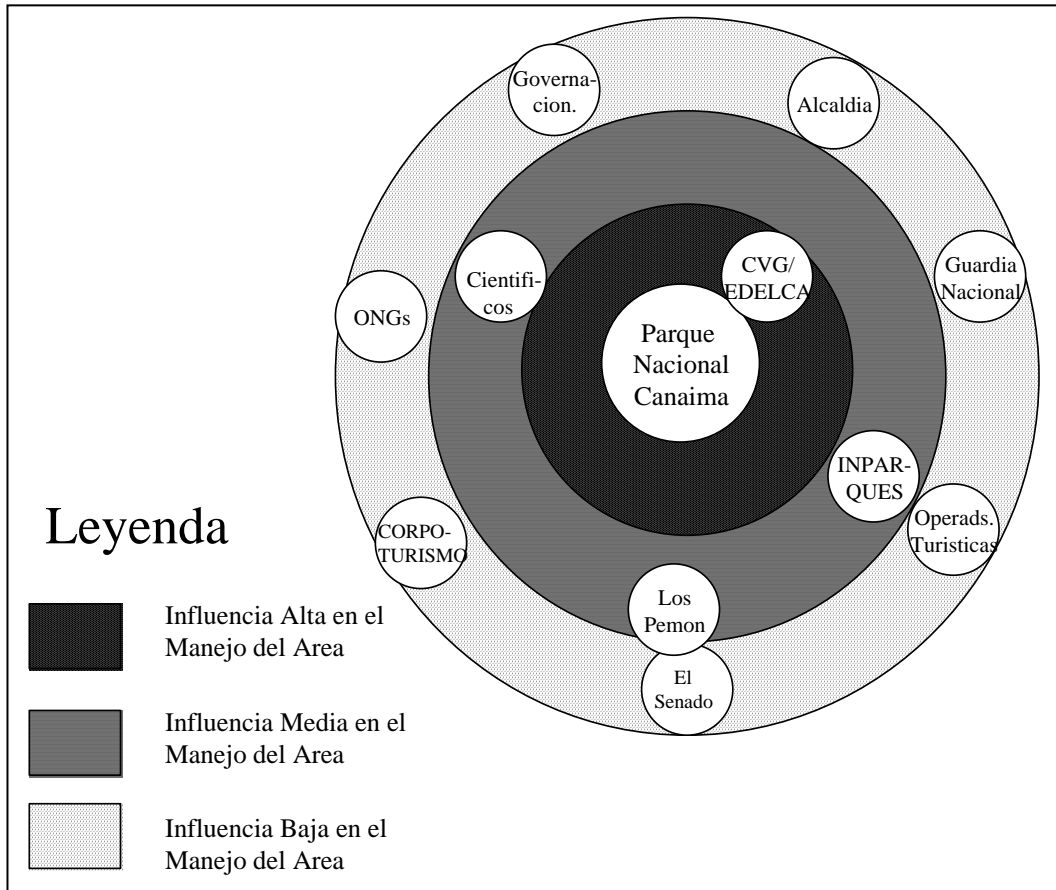 Governa-
cion.
Alcaldia
Cientifi-
cos
CVG/
EDELCA
Guardia
Nacional
ONGs
Parque
Nacional
Canaima
INPAR-
QUES
Operads.
Turisticas
CORPO-
TURISMO
Los
Pemon
El
Senado
Leyenda
Influencia Alta en el
Manejo del Area
Influencia Media en el
Manejo del Area
Influencia Baja en el
Manejo del Area